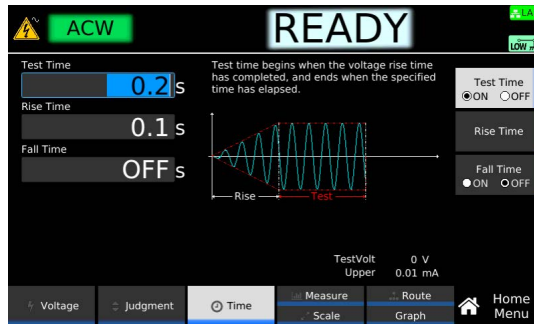 ACW
READY
LA
LOW
Test Time
0.2 s
Rise Time
0.1 s
Fall Time
OFF s
Test time begins when the voltage rise time
has completed, and ends when the specified
time has elapsed.
Rise
Test
TestVolt 0 V
Upper 0.01 mA
Test Time
ON OFF
Rise Time
Fall Time
ON OFF
Voltage
Judgment
Time
Measure
Scale
Route
Graph
Home
Menu